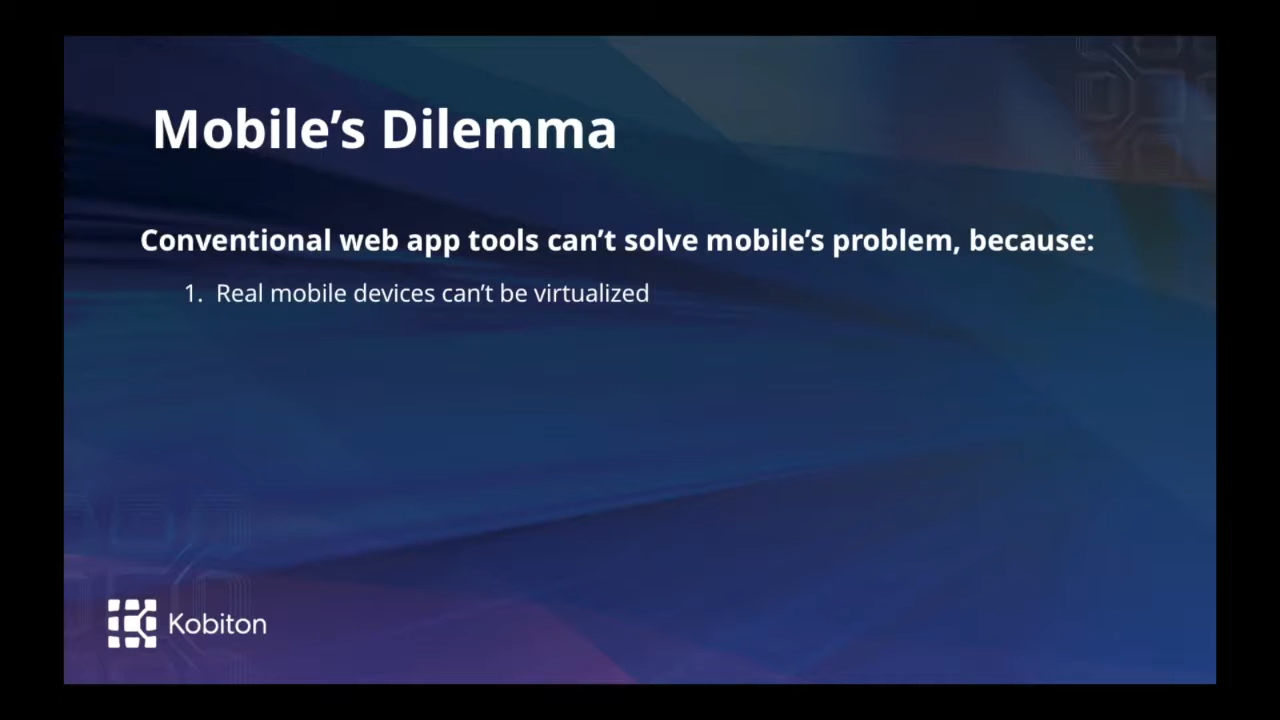 Mobile’s Dilemma
Conventional web app tools can’t solve mobile’s problem, because:
1. Real mobile devices can’t be virtualized
Kobiton